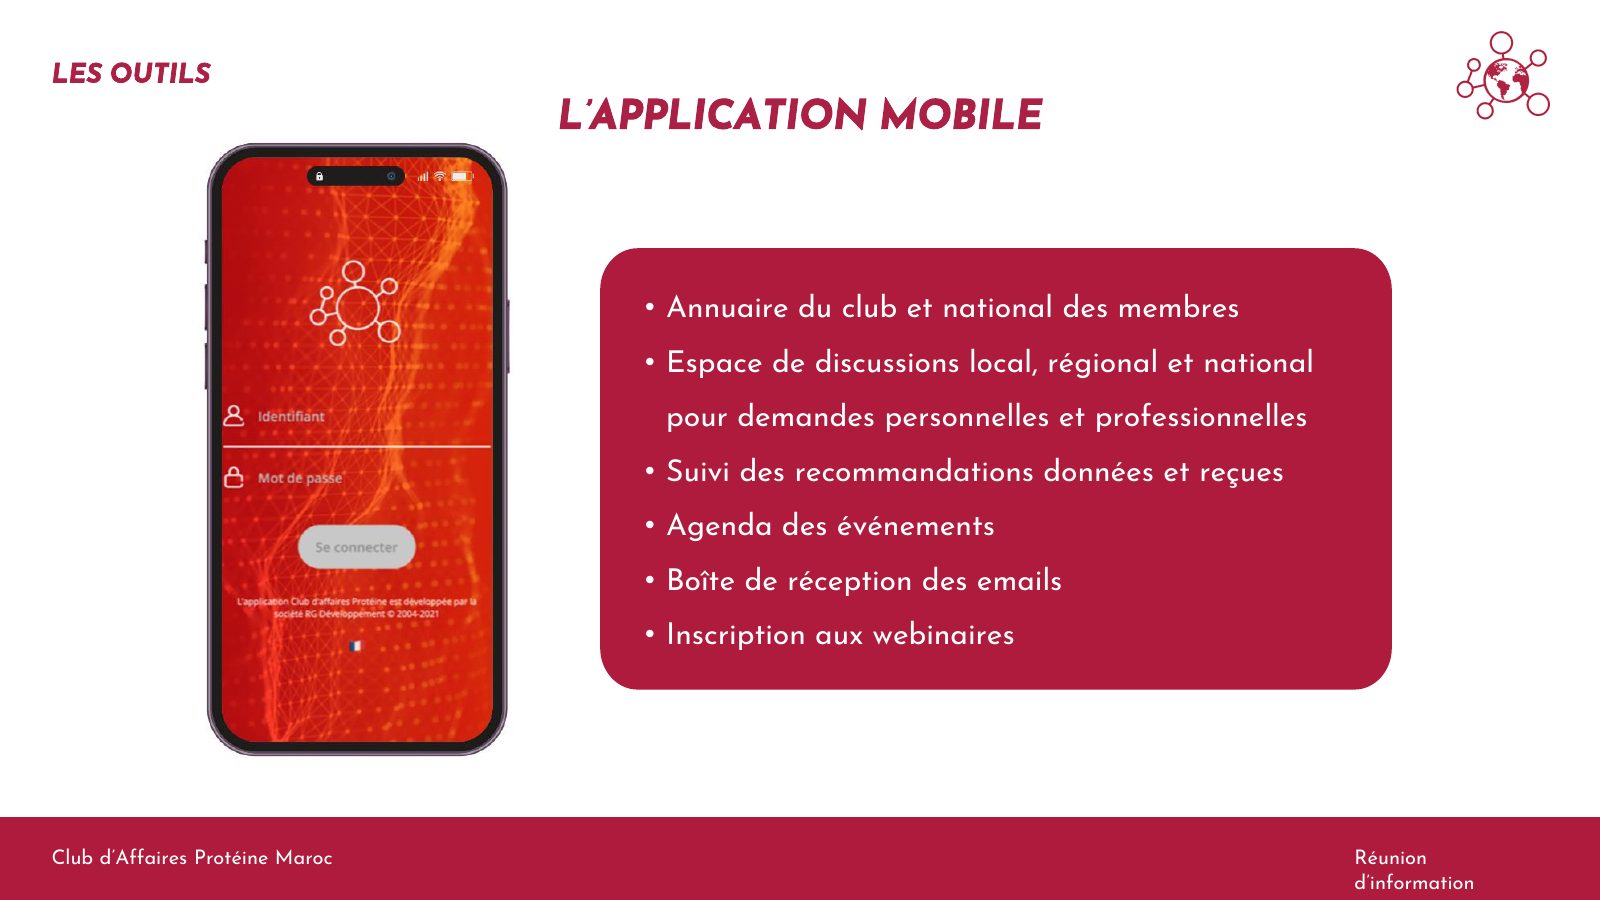 LES OUTILS
L'APPLICATION MOBILE
Identifiant
Mot de passe
Se connecter
L'application Club d'affaires Protéine est développée par la
société RG Développement © 2004-2021
• Annuaire du club et national des membres
• Espace de discussions local, régional et national
pour demandes personnelles et professionnelles
• Suivi des recommandations données et reçues
• Agenda des événements
• Boîte de réception des emails
• Inscription aux webinaires
Club d'Affaires Protéine Maroc
Réunion
d'information